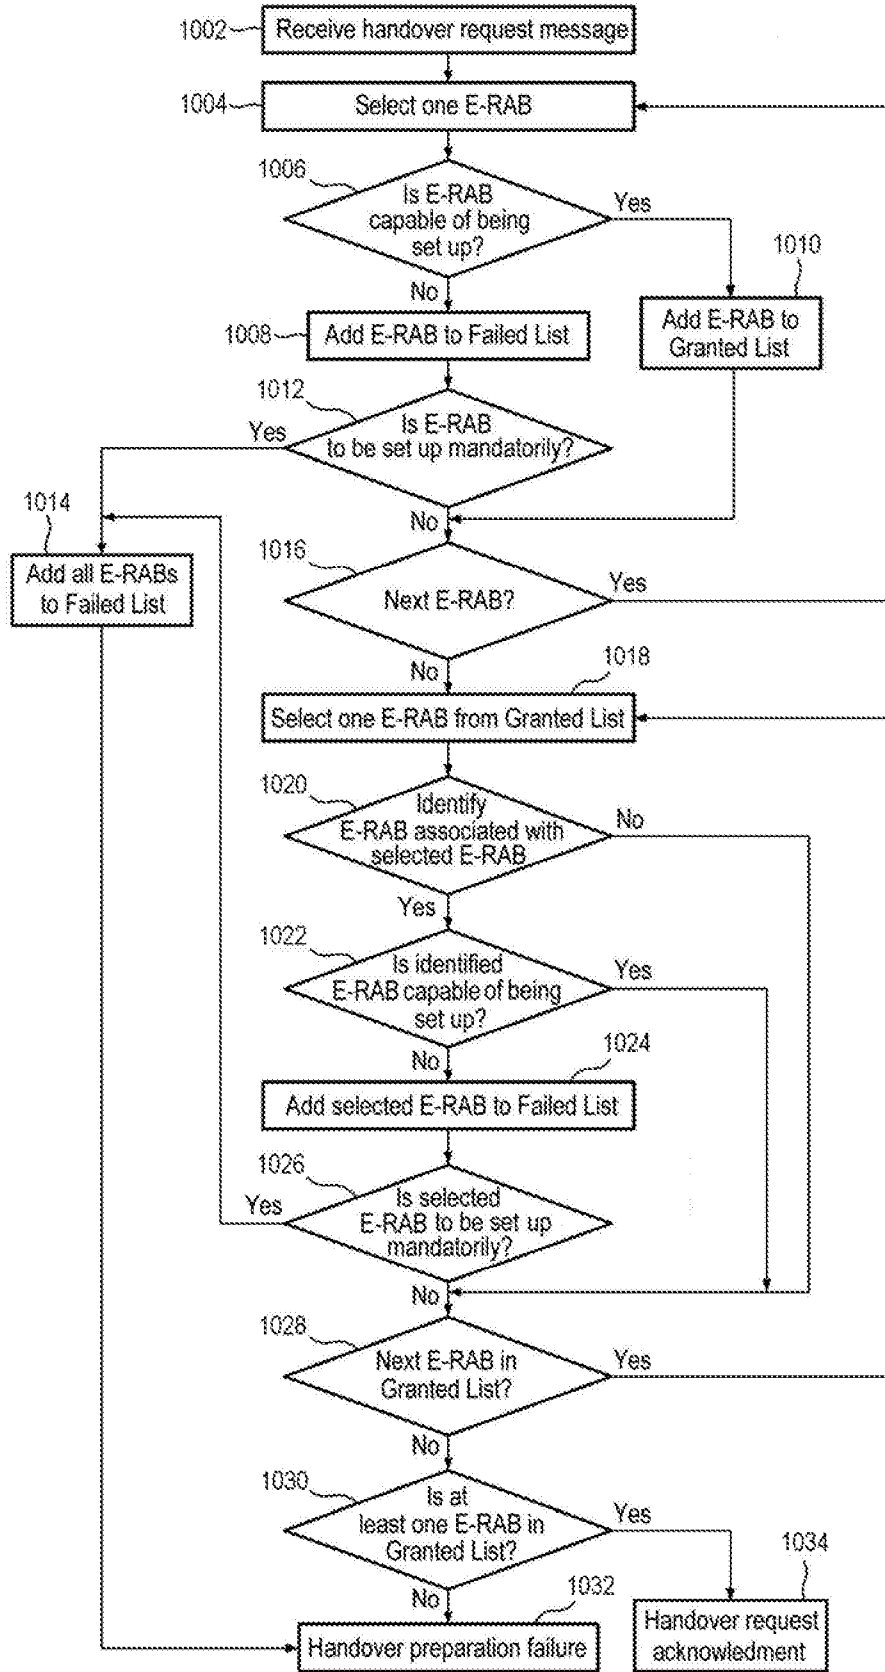 1002
Receive handover request message
1004
Select one E-RAB
1006
Is E-RAB
capable of being
set up?
Yes
No
1010
Add E-RAB to
Granted List
1008
Add E-RAB to Failed List
1012
Is E-RAB
to be set up mandatorily?
Yes
No
1014
Add all E-RABs
to Failed List
1016
Next E-RAB?
Yes
No
1018
Select one E-RAB from Granted List
1020
Identify
E-RAB associated with
selected E-RAB
No
Yes
1022
Is identified
E-RAB capable of being
set up?
Yes
No
1024
Add selected E-RAB to Failed List
1026
Is selected
E-RAB to be set up
mandatorily?
Yes
No
1028
Next E-RAB in
Granted List?
Yes
No
1030
Is at
least one E-RAB in
Granted List?
Yes
No
1032
Handover preparation failure
1034
Handover request
acknowledment